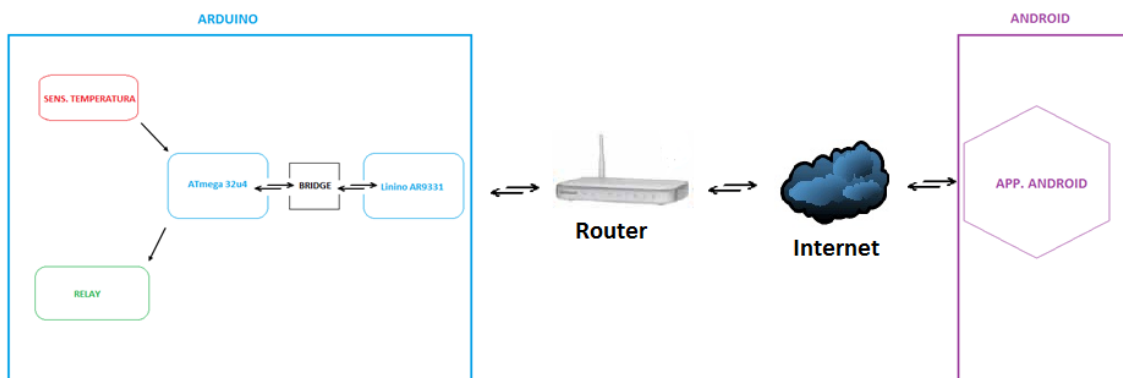 ARDUINO
ANDROID
SENS. TEMPERATURA
ATmega 32u4
BRIDGE
Linino AR9331
RELAY
Router
Internet
APP. ANDROID